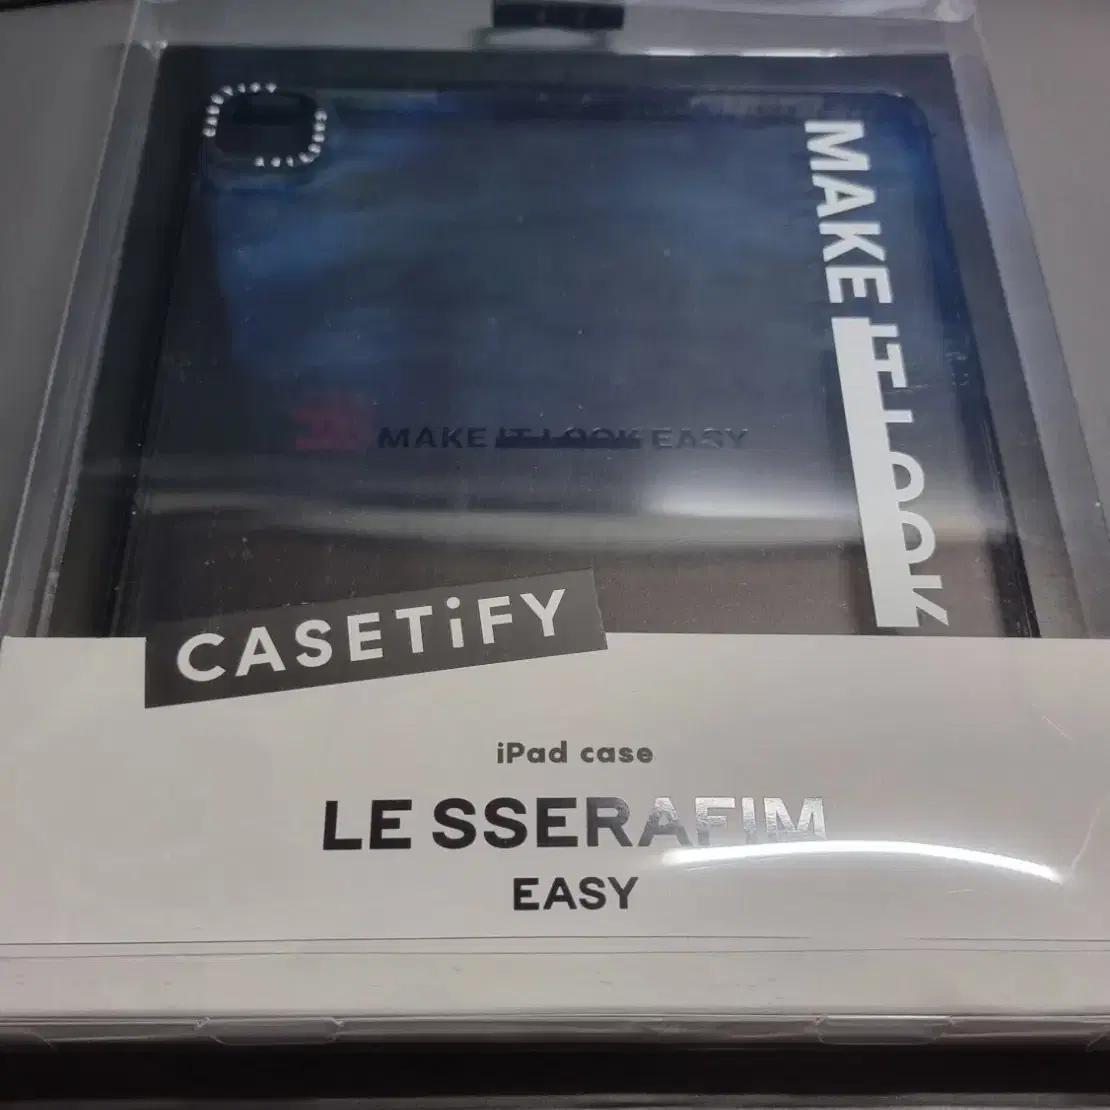 MAKE IT LOOK
MAKE IT LOOK EASY
CASETiFY
iPad case
LE SSERAFIM
EASY